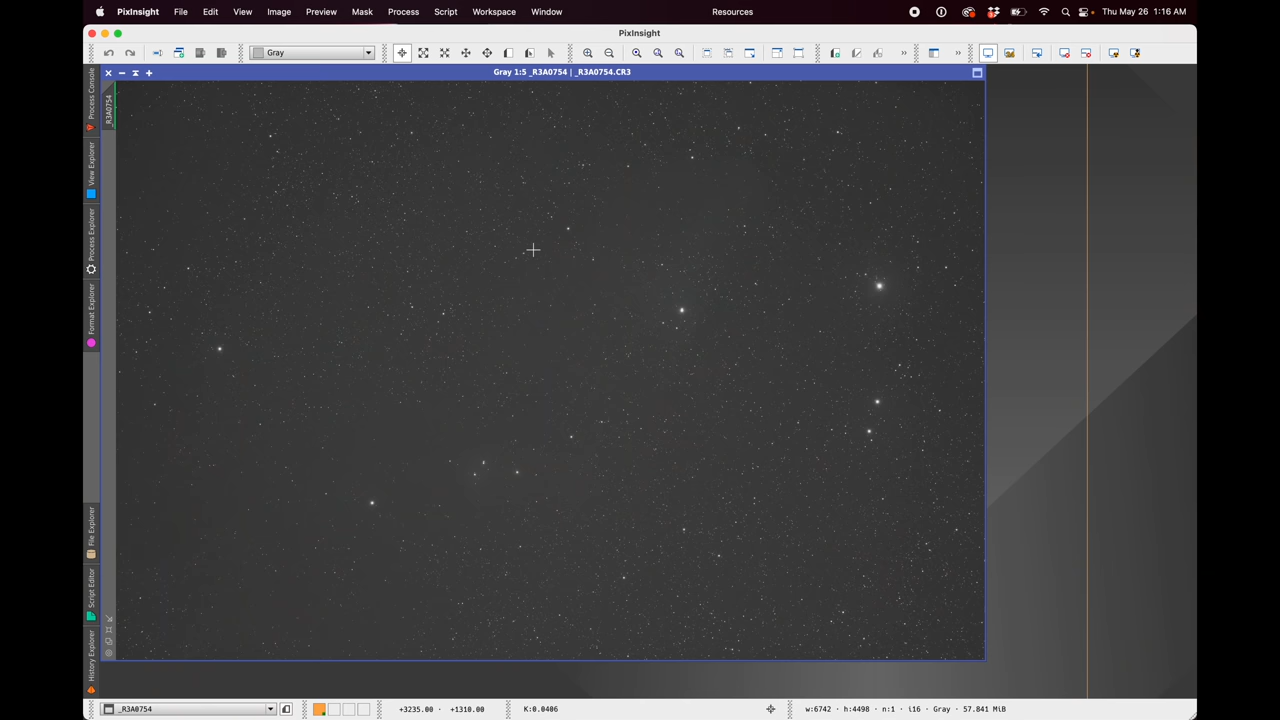 PixInsight File Edit View Image Process Preview Mask Script Workspace Window Resources Thu May 26 1:16 AM
PixInsight
Gray
Gray 1:5 _R3A0754 | _R3A0754.CR3
Process Console
_R3A0754
View Explorer
Process Explorer
Format Explorer
File Explorer
Script Editor
History Explorer
_R3A0754 +3235.00 · +1310.00 K:0.0406 w:6742 · h:4498 · n:1 · i16 · Gray · 57.841 MiB